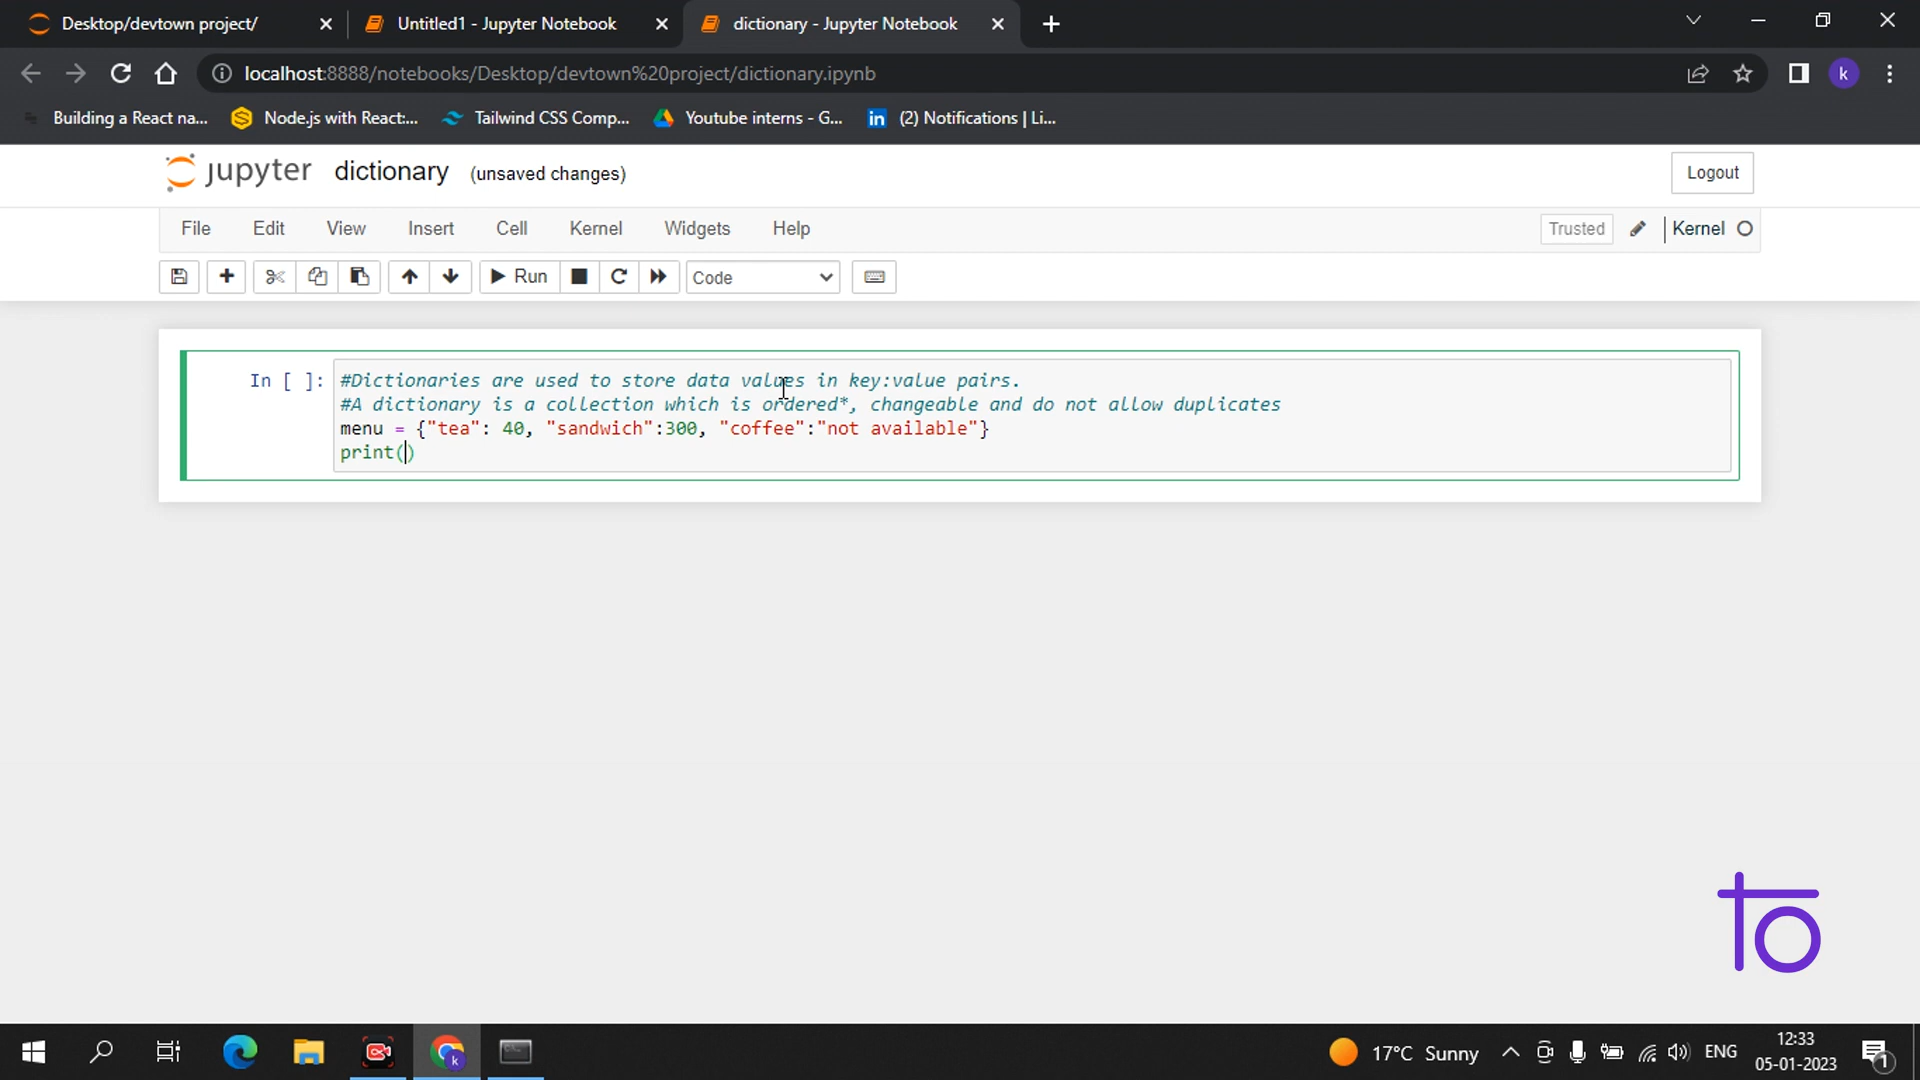 Desktop/devtown project/
Untitled1 - Jupyter Notebook
dictionary - Jupyter Notebook
localhost:8888/notebooks/Desktop/devtown%20project/dictionary.ipynb
k
Building a React na...
Node.js with React:...
Tailwind CSS Comp...
Youtube interns - G...
in
(2) Notifications | Li...
jupyter dictionary (unsaved changes)
Logout
File Edit View Insert Cell Kernel Widgets Help
Trusted
Kernel
Run
Code
In [ ]:
#Dictionaries are used to store data values in key:value pairs.
#A dictionary is a collection which is ordered*, changeable and do not allow duplicates
menu = {"tea": 40, "sandwich":300, "coffee":"not available"}
print()
to
k
17°C Sunny
ENG
12:33
05-01-2023
1